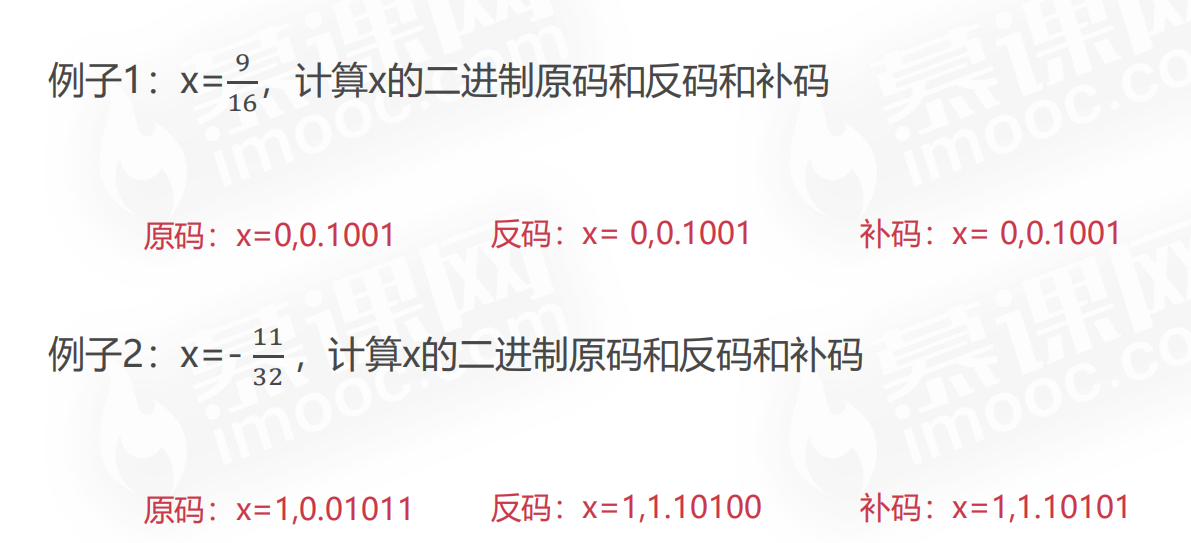 例子1：x=9/16，计算x的二进制原码和反码和补码
原码：x=0,0.1001 反码：x= 0,0.1001 补码：x= 0,0.1001
例子2：x=- 11/32 ，计算x的二进制原码和反码和补码
原码：x=1,0.01011 反码：x=1,1.10100 补码：x=1,1.10101
慕课网
imooc.com
慕课网
imooc.com
慕课网
imooc.com
慕课网
imooc.com